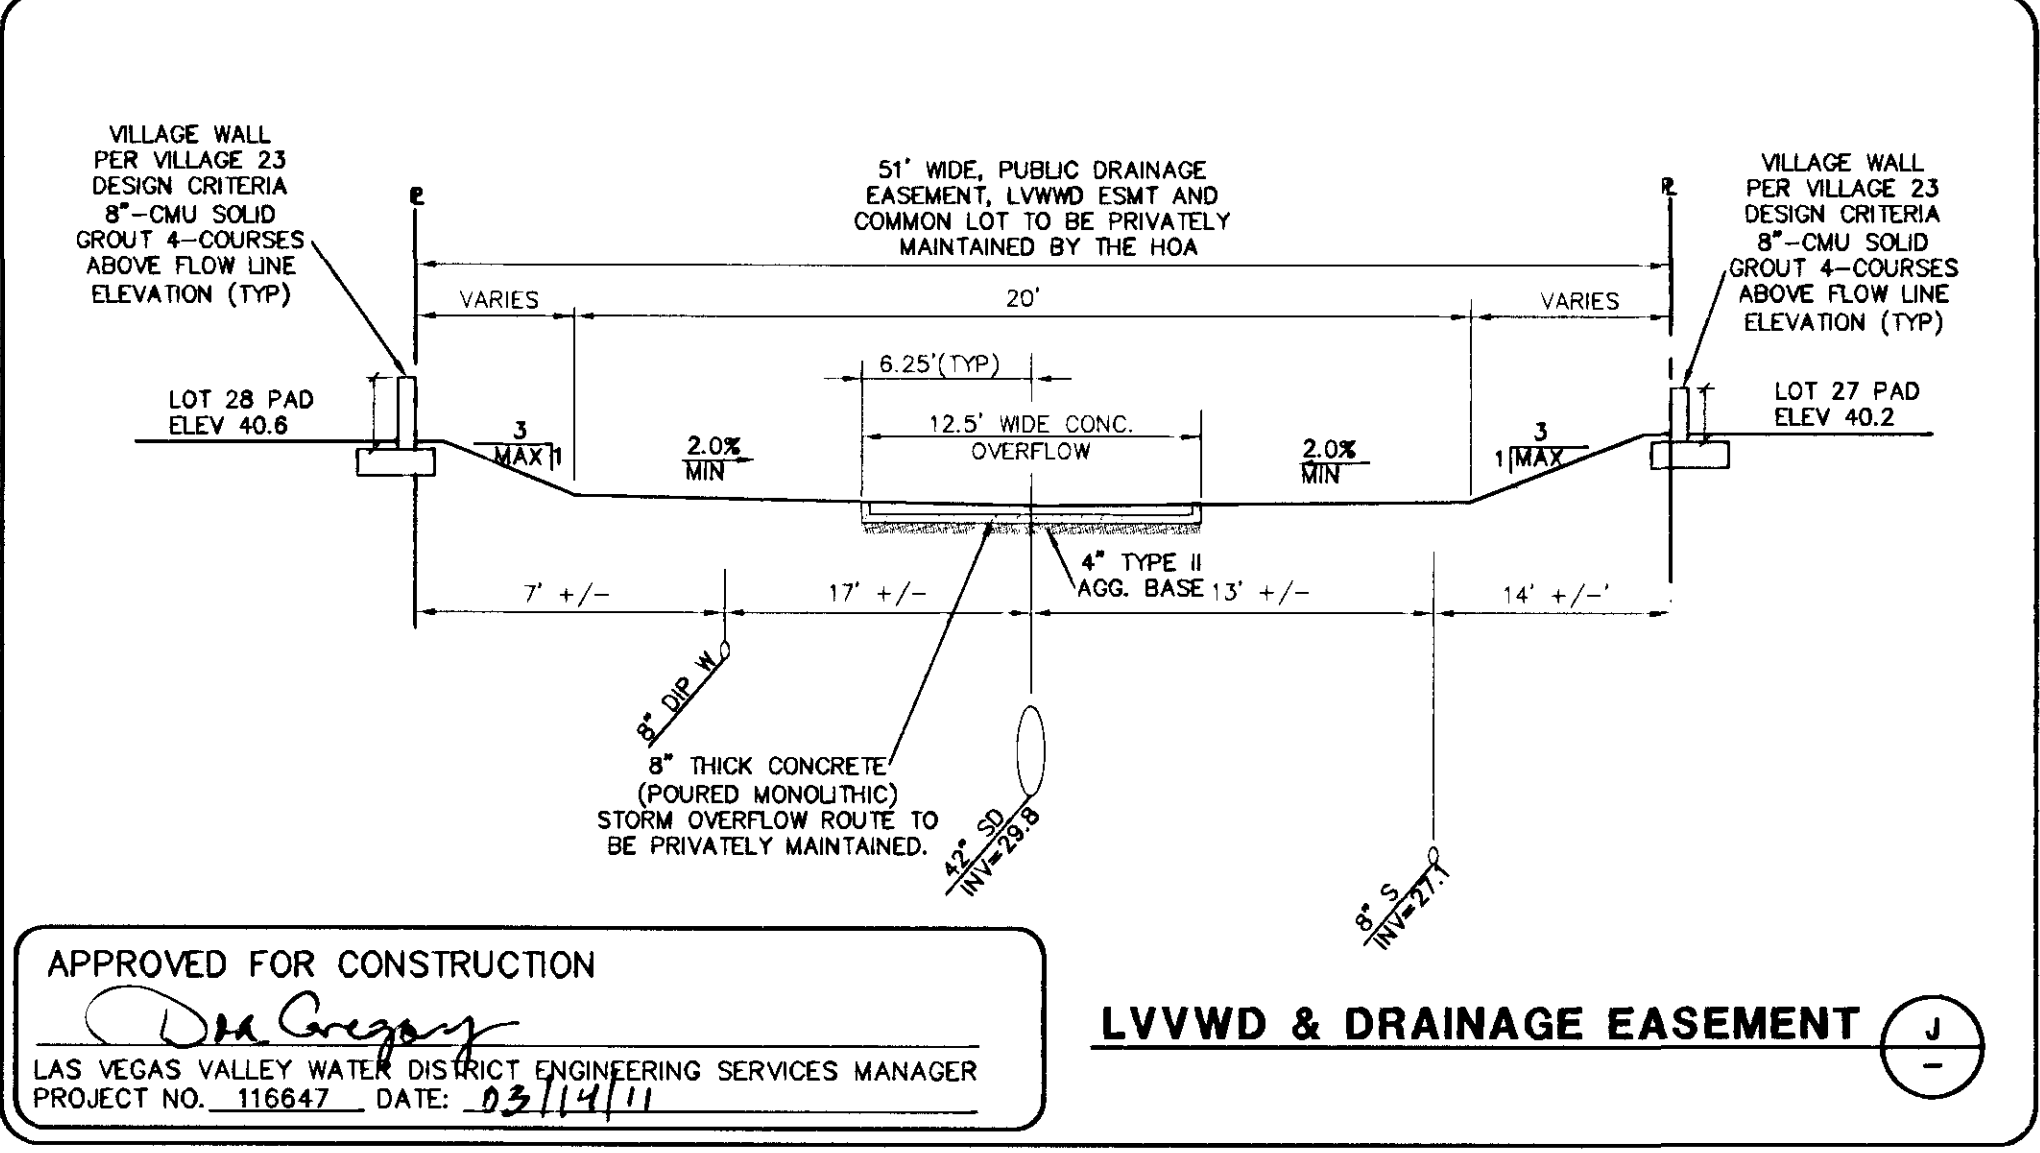 VILLAGE WALL
PER VILLAGE 23
DESIGN CRITERIA
8"-CMU SOLID
GROUT 4-COURSES
ABOVE FLOW LINE
ELEVATION (TYP)
51' WIDE, PUBLIC DRAINAGE
EASEMENT, LVWWD ESMT AND
COMMON LOT TO BE PRIVATELY
MAINTAINED BY THE HOA
VILLAGE WALL
PER VILLAGE 23
DESIGN CRITERIA
8"-CMU SOLID
GROUT 4-COURSES
ABOVE FLOW LINE
ELEVATION (TYP)
VARIES
20'
VARIES
6.25'(TYP)
LOT 28 PAD
ELEV 40.6
3
MAX 1
2.0%
MIN
12.5' WIDE CONC.
OVERFLOW
2.0%
MIN
3
1 MAX
LOT 27 PAD
ELEV 40.2
4" TYPE II
AGG. BASE
7' +/-
17' +/-
13' +/-
14' +/-'
8" DIP W
8" THICK CONCRETE
(POURED MONOLITHIC)
STORM OVERFLOW ROUTE TO
BE PRIVATELY MAINTAINED.
42" SD
INV=29.8
8" S
INV=27.1
APPROVED FOR CONSTRUCTION
LAS VEGAS VALLEY WATER DISTRICT ENGINEERING SERVICES MANAGER
PROJECT NO. 116647 DATE: 03/14/11
LVVWD & DRAINAGE EASEMENT
J
-